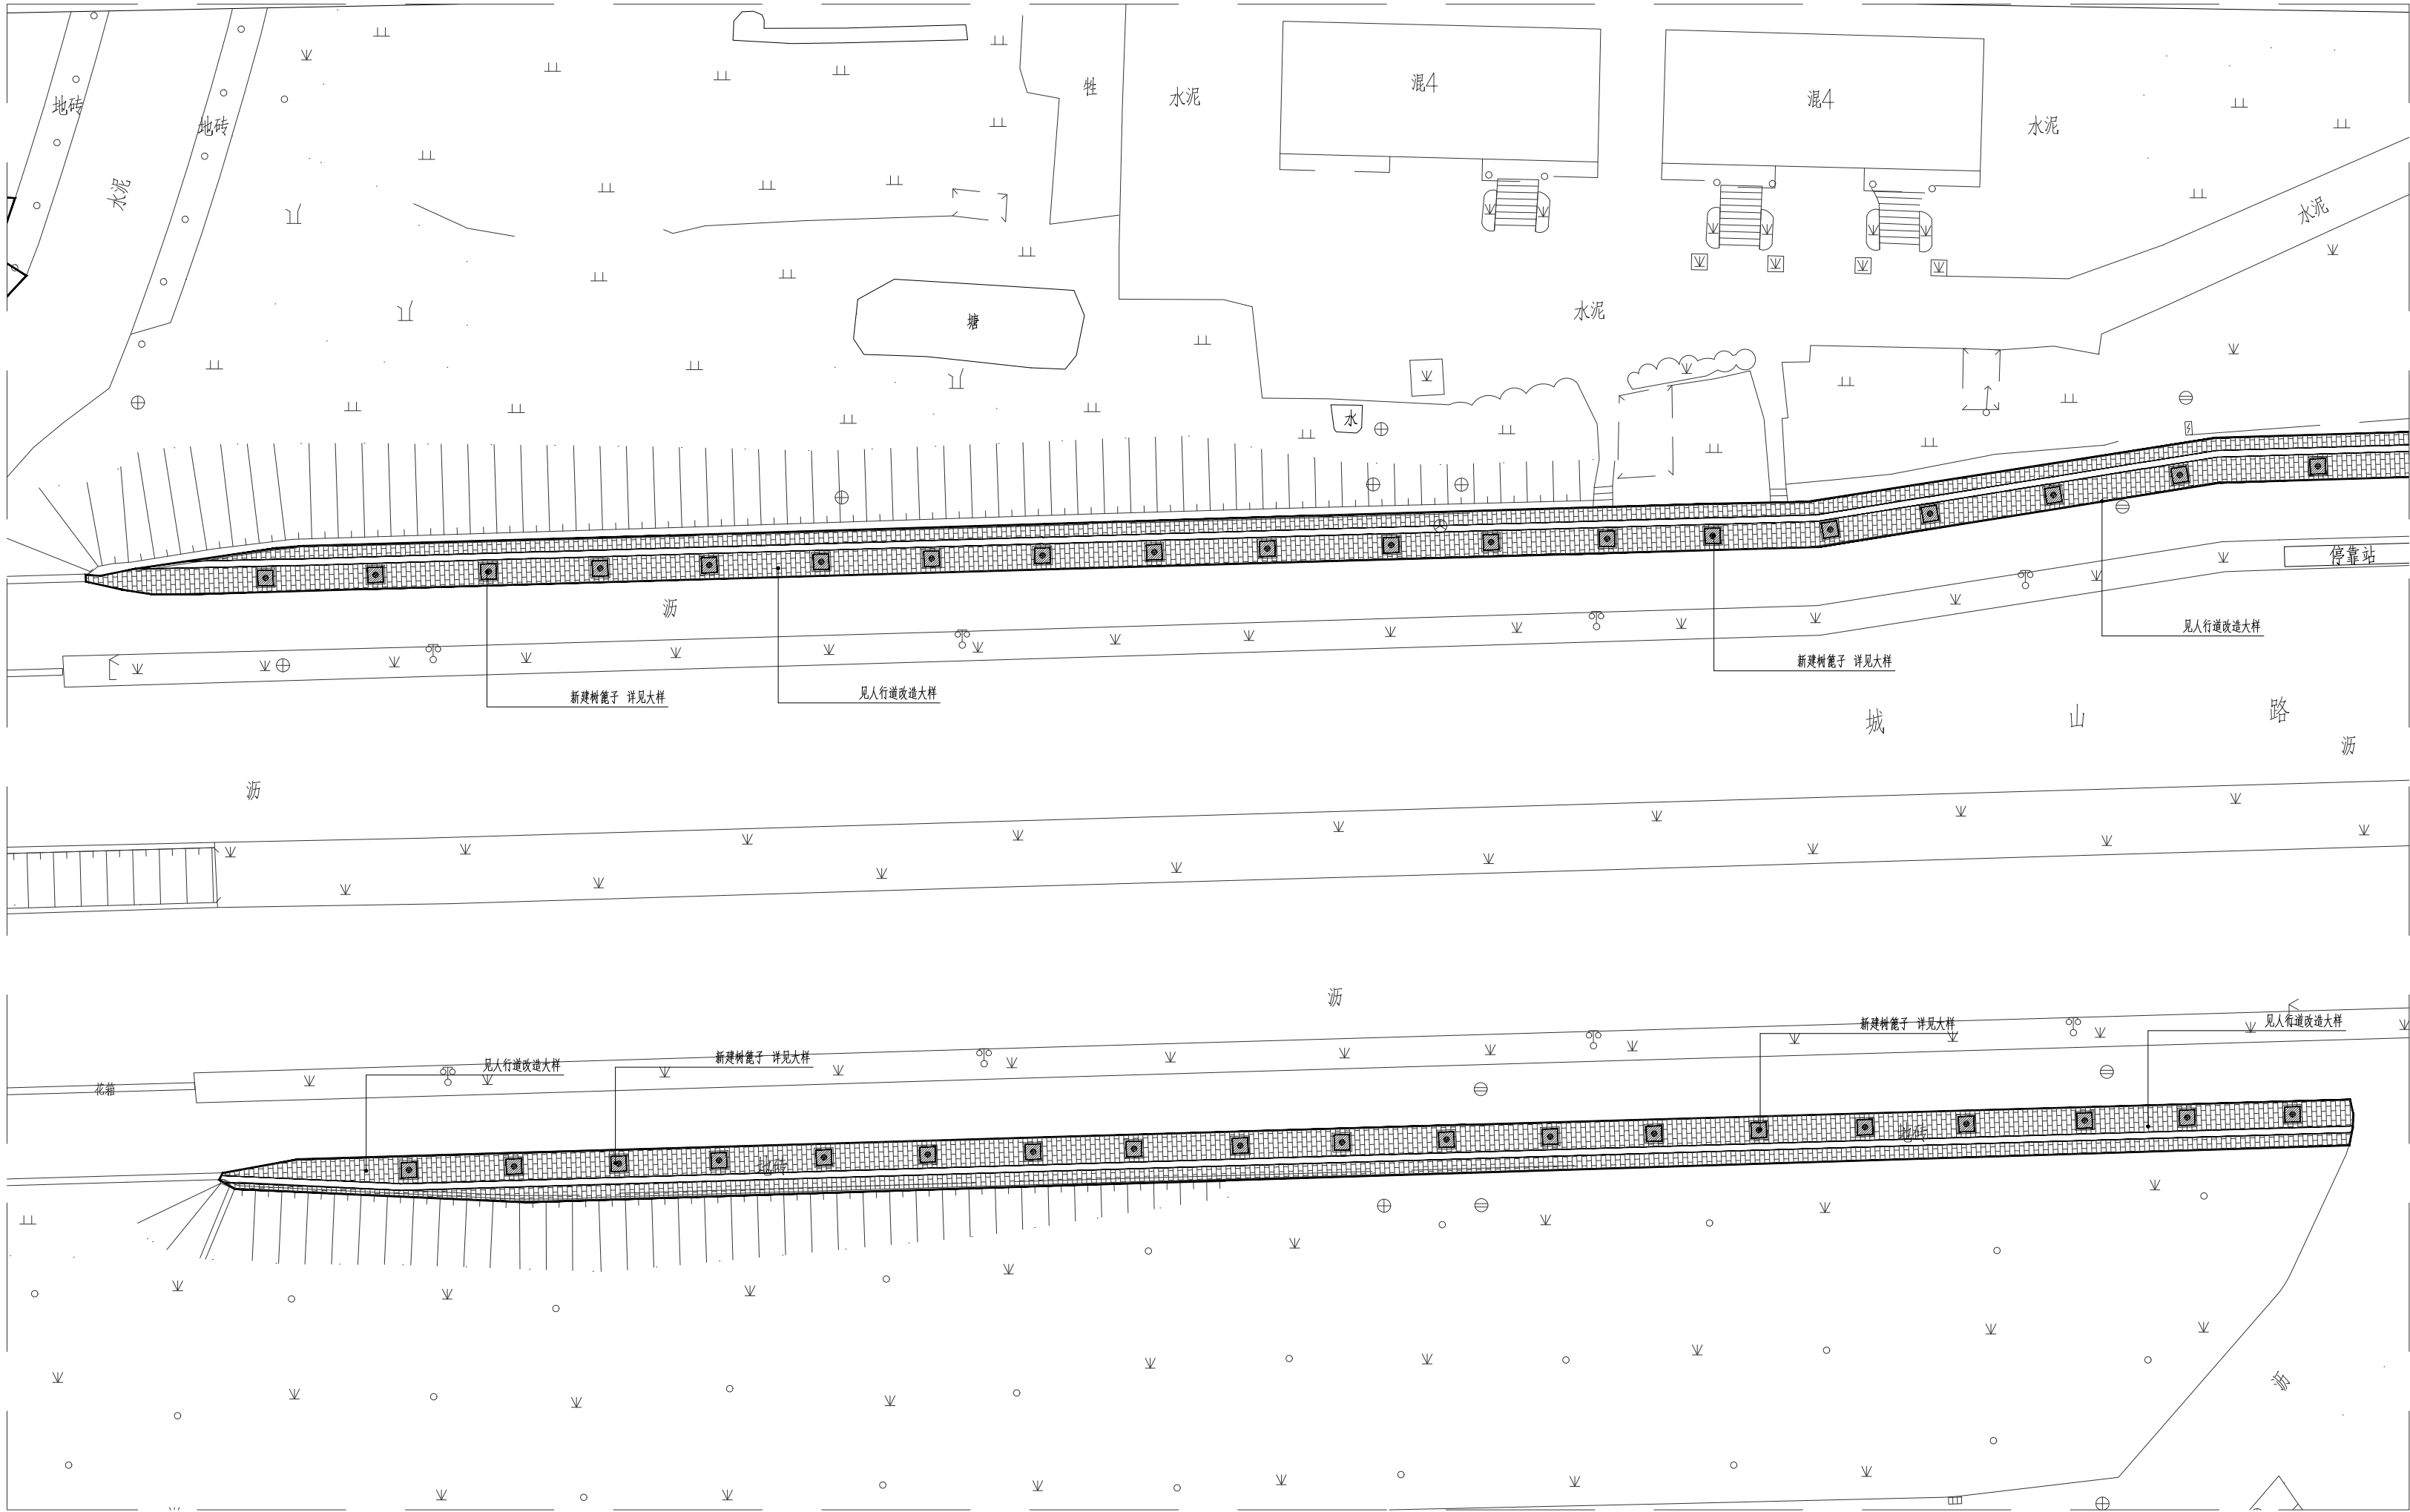 地砖
地砖
水泥
牲
水泥
混4
混4
水泥
水泥
塘
水泥
水
停靠站
沥
见人行道改造大样
新建树篦子 详见大样
新建树篦子 详见大样
见人行道改造大样
城 山 路
沥
沥
沥
新建树篦子 详见大样
见人行道改造大样
见人行道改造大样
新建树篦子 详见大样
花箱
地砖
地砖
沥